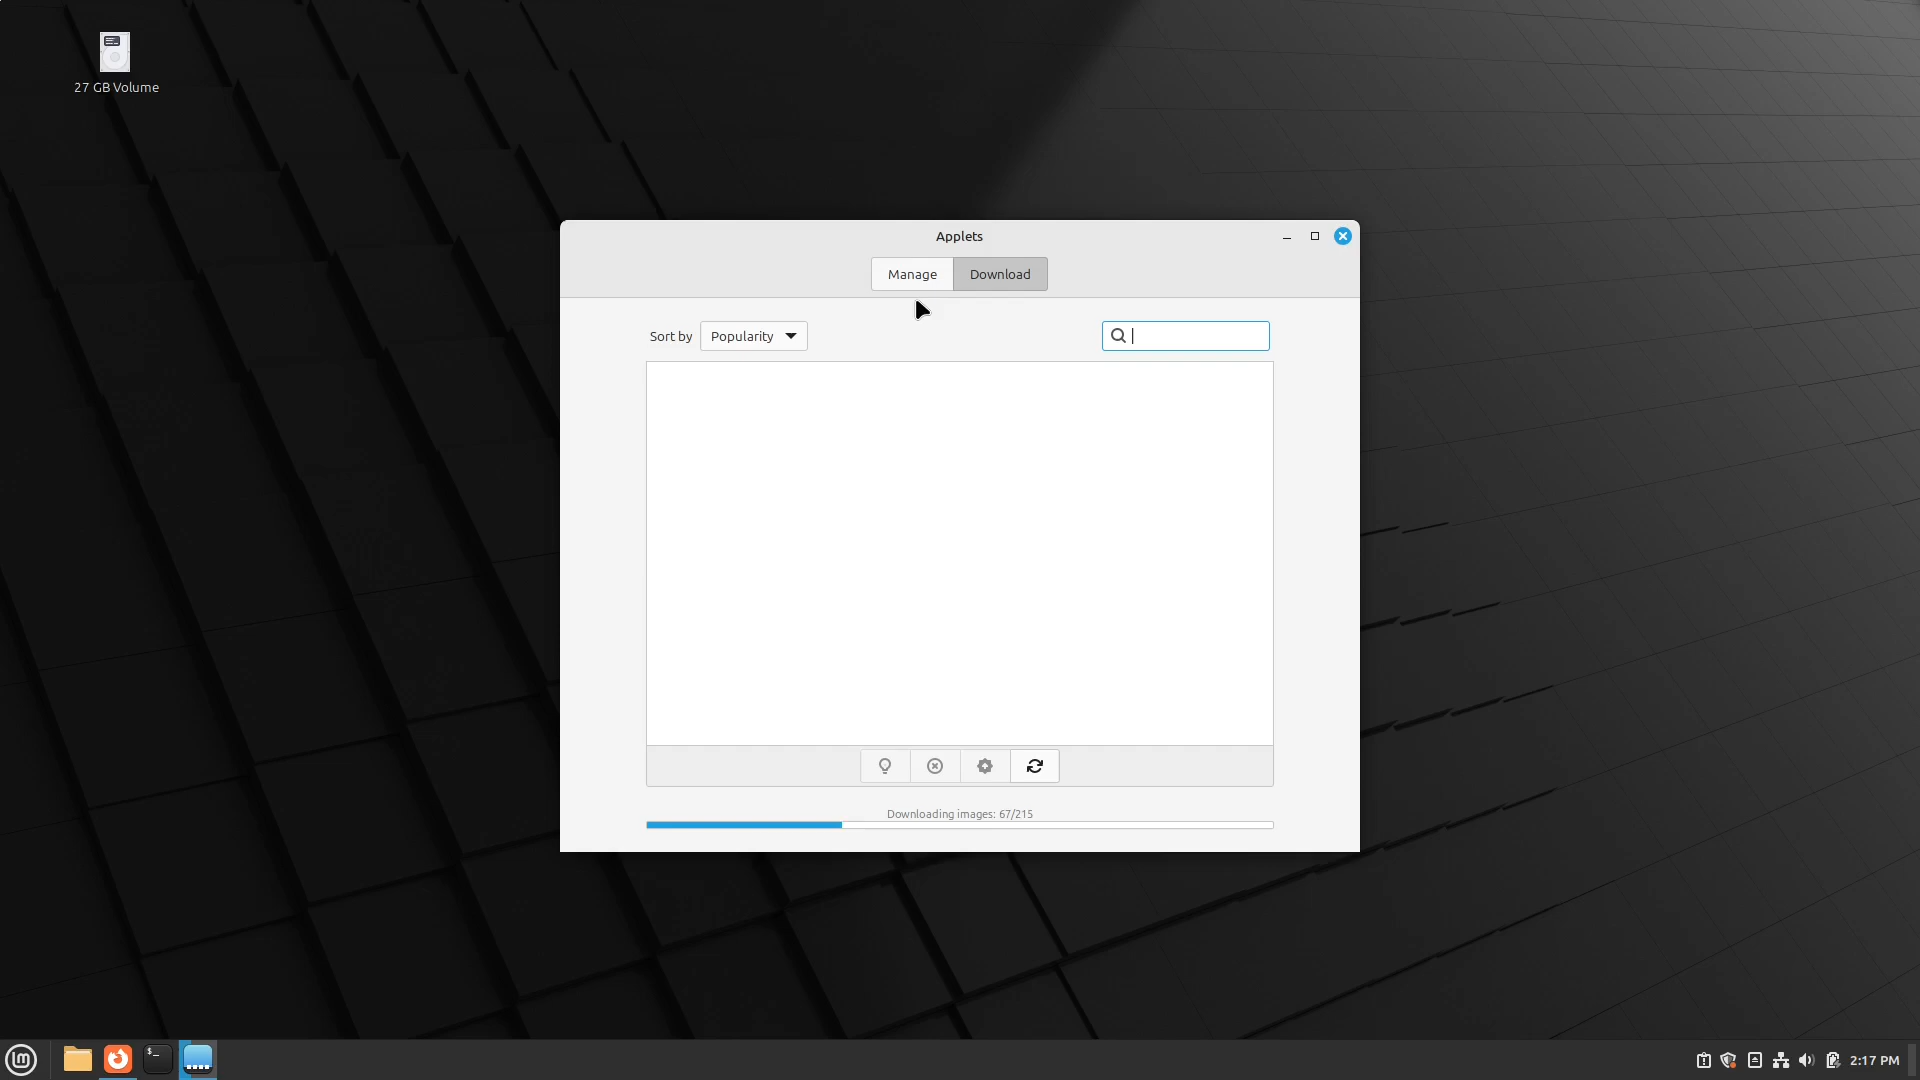 27 GB Volume
Applets
Manage
Download
Sort by
Popularity
Downloading images: 67/215
2:17 PM